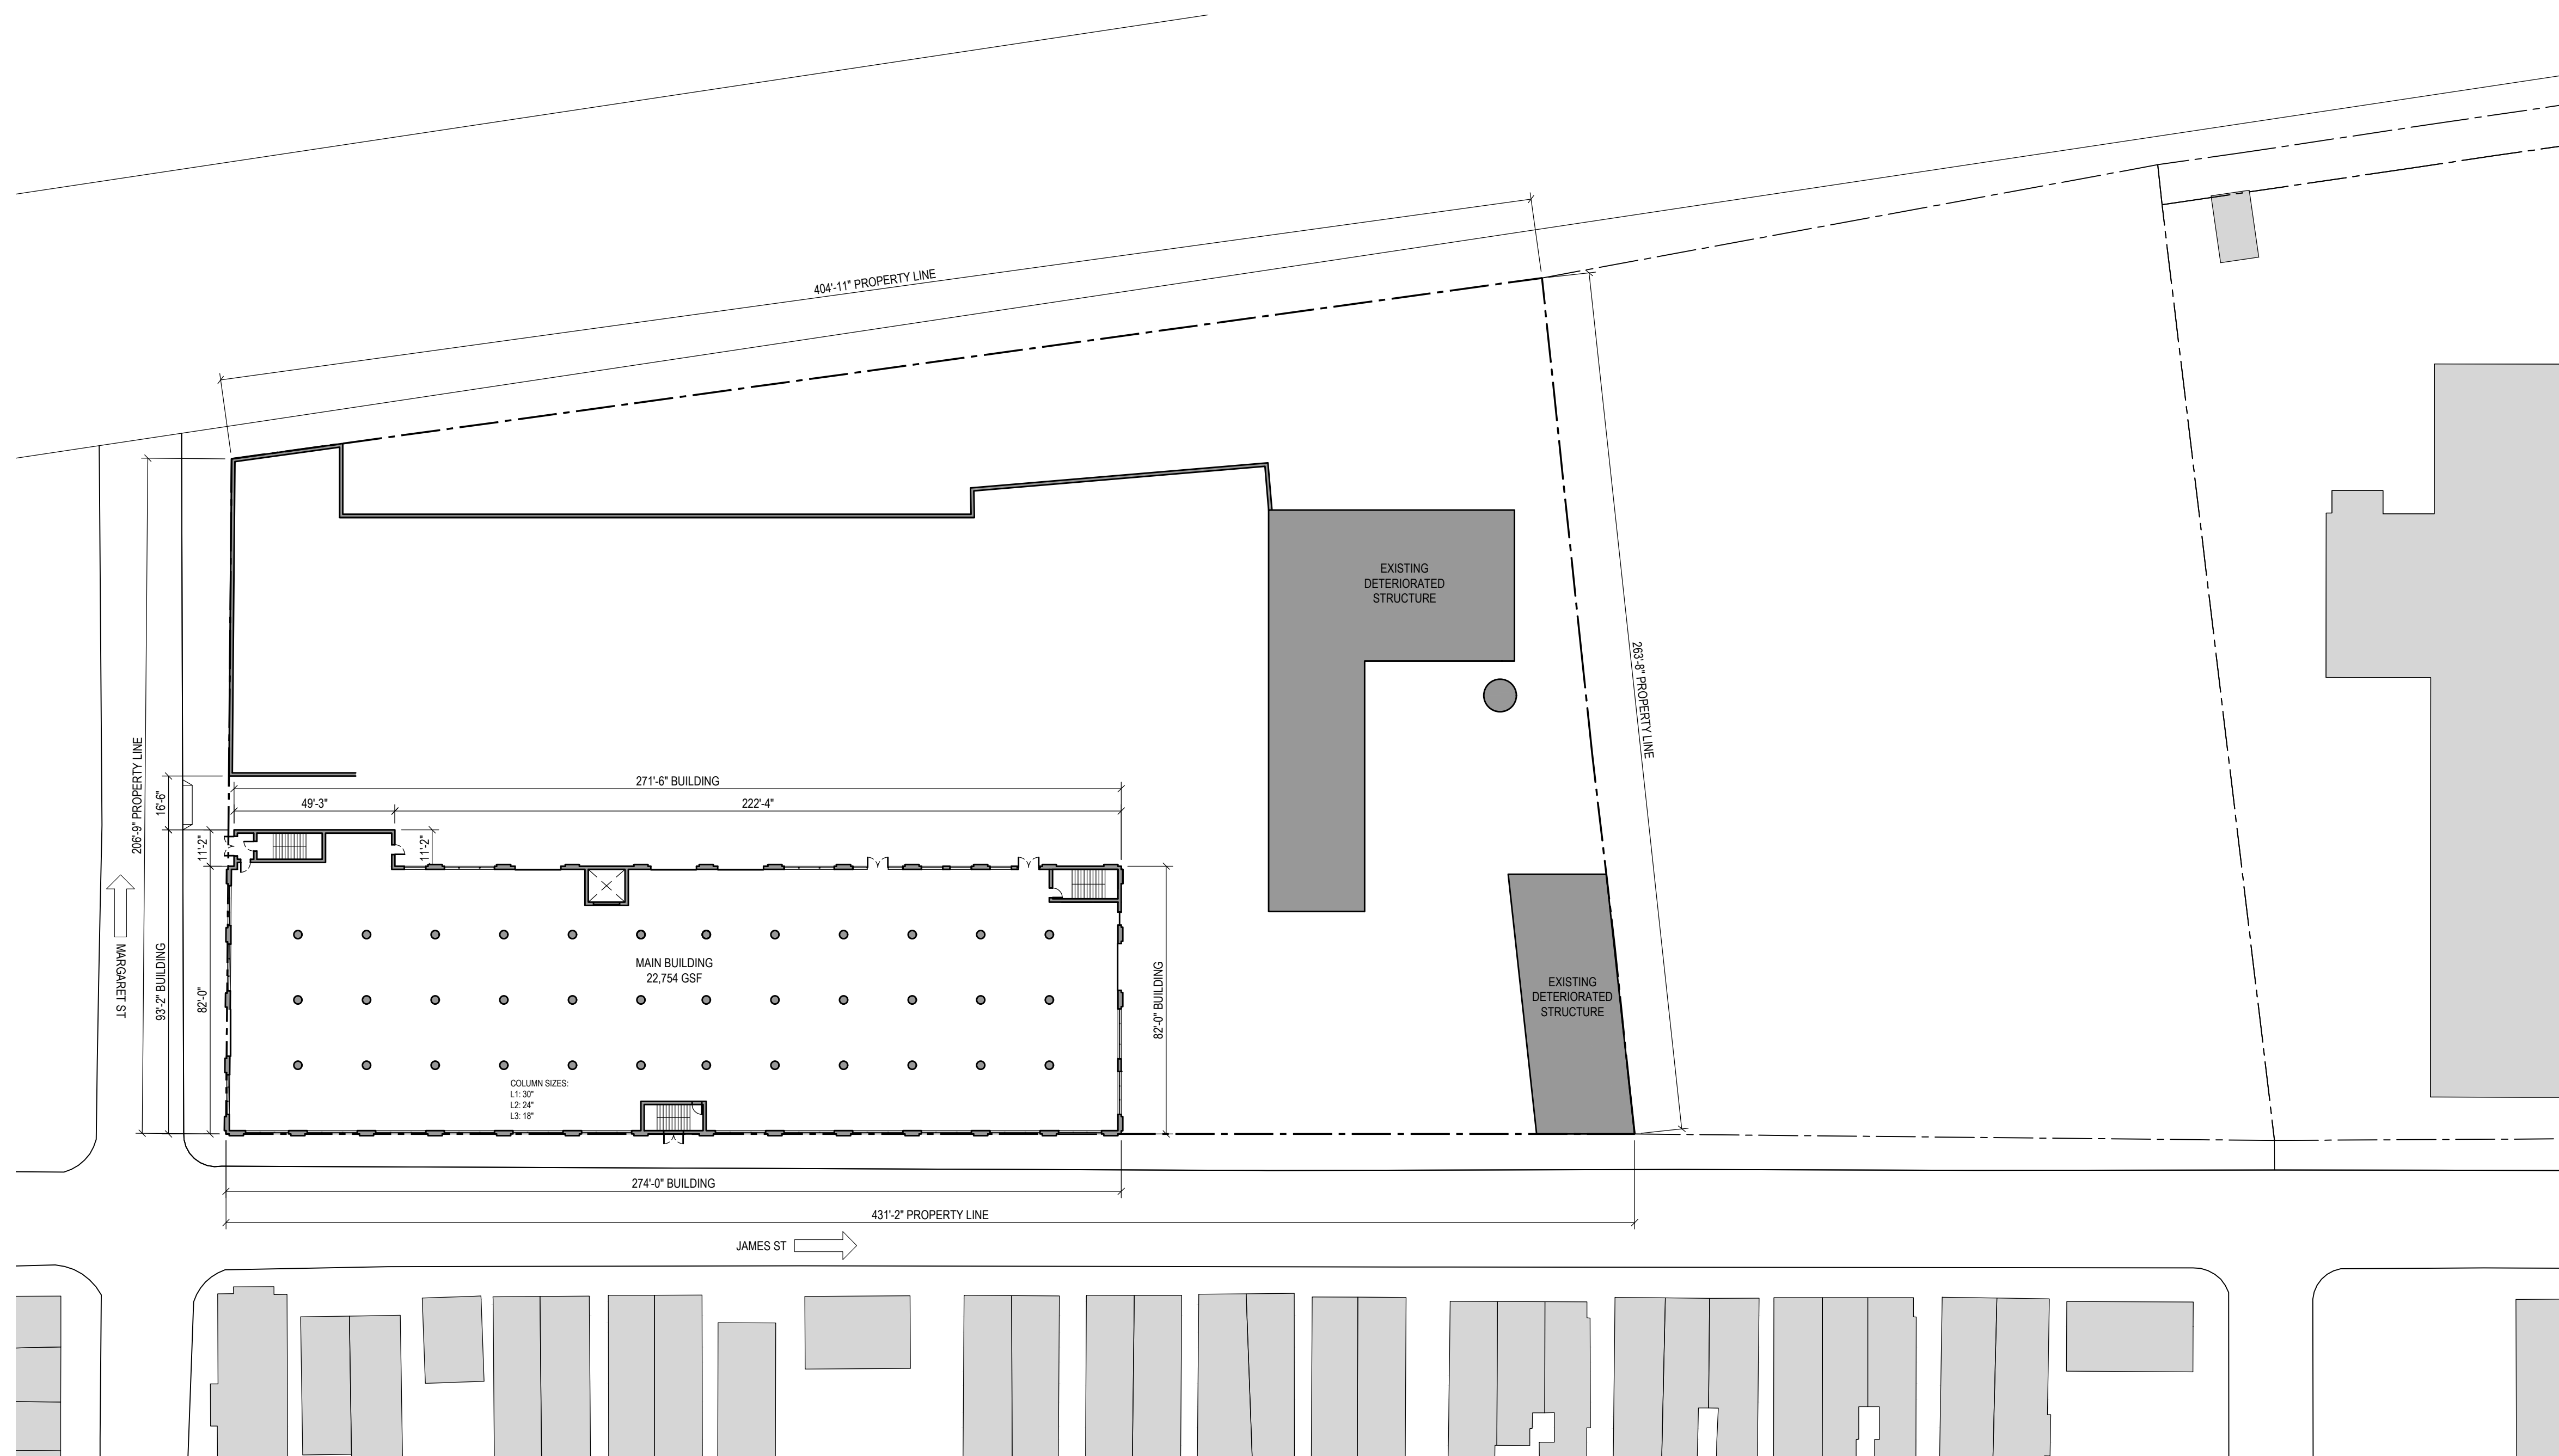 404'-11" PROPERTY LINE
EXISTING
DETERIORATED
STRUCTURE
263'-8" PROPERTY LINE
206'-9" PROPERTY LINE
16'-6"
271'-6" BUILDING
49'-3"
222'-4"
11'-2"
11'-2"
MARGARET ST
93'-2" BUILDING
82'-0"
MAIN BUILDING
22,754 GSF
82'-0" BUILDING
EXISTING
DETERIORATED
STRUCTURE
COLUMN SIZES:
L1: 30"
L2: 24"
L3: 18"
274'-0" BUILDING
431'-2" PROPERTY LINE
JAMES ST